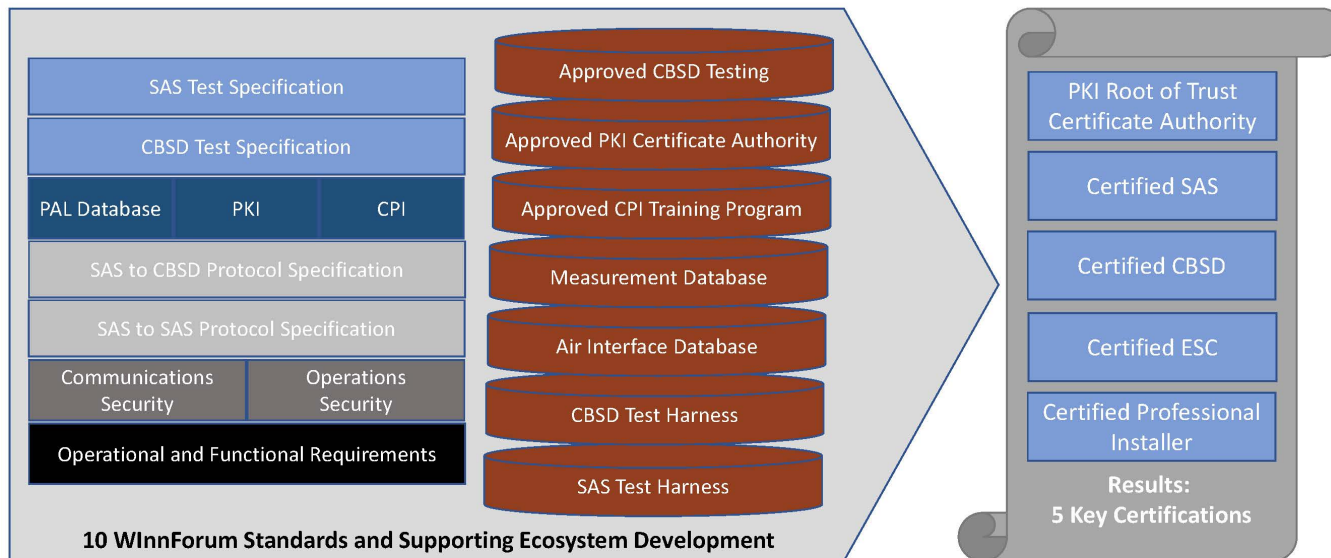 SAS Test Specification
CBSD Test Specification
PAL Database
PKI
CPI
SAS to CBSD Protocol Specification
SAS to SAS Protocol Specification
Communications
Security
Operations
Security
Operational and Functional Requirements
Approved CBSD Testing
Approved PKI Certificate Authority
Approved CPI Training Program
Measurement Database
Air Interface Database
CBSD Test Harness
SAS Test Harness
10 WInnForum Standards and Supporting Ecosystem Development
PKI Root of Trust
Certificate Authority
Certified SAS
Certified CBSD
Certified ESC
Certified Professional
Installer
Results:
5 Key Certifications